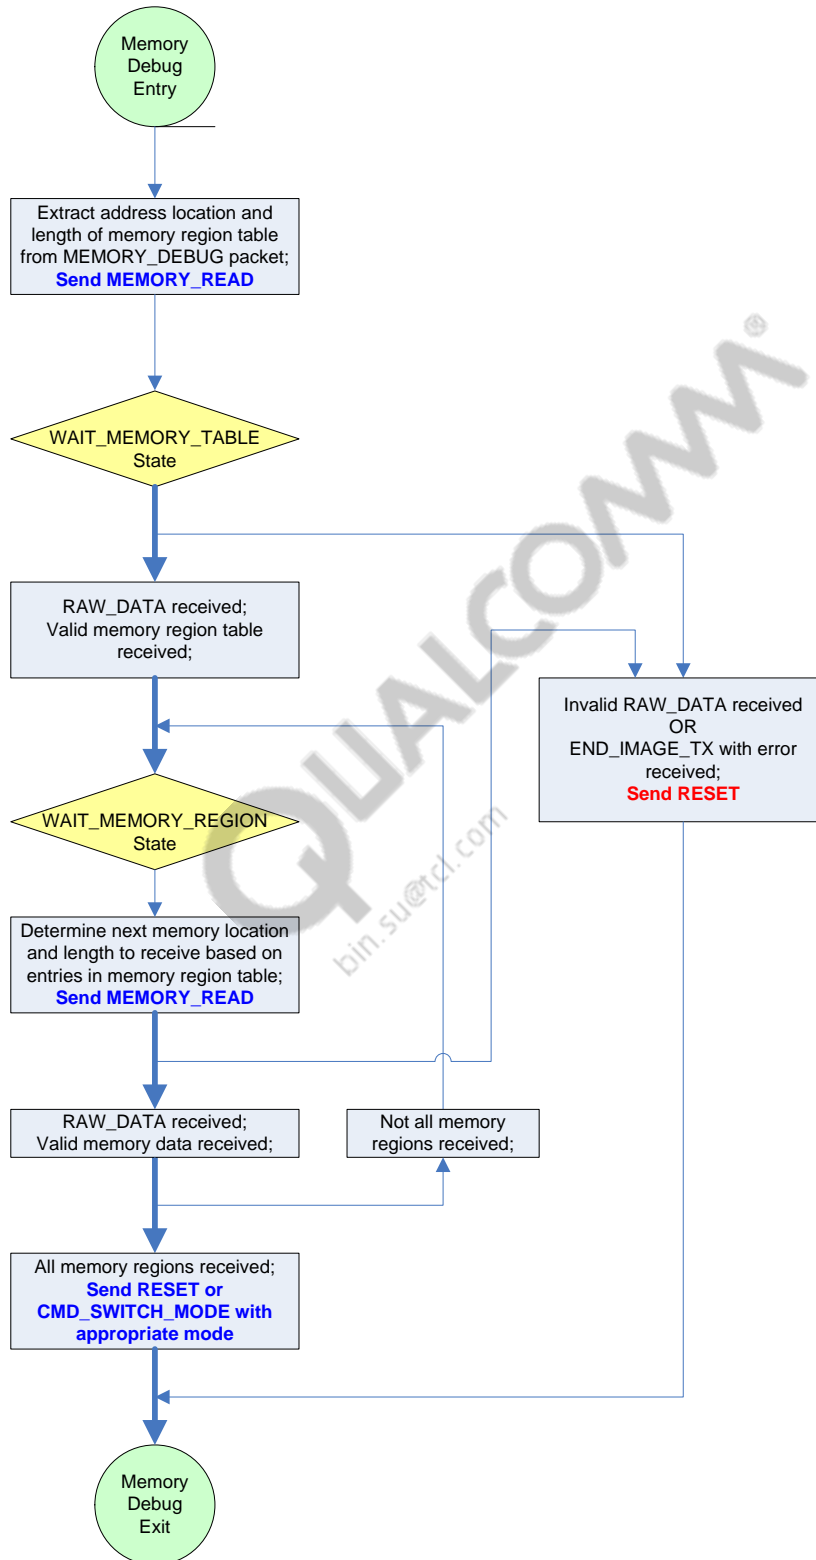 Memory
Debug
Entry
Extract address location and
length of memory region table
from MEMORY_DEBUG packet;
Send MEMORY_READ
WAIT_MEMORY_TABLE
State
RAW_DATA received;
Valid memory region table
received;
Invalid RAW_DATA received
OR
END_IMAGE_TX with error
received;
Send RESET
WAIT_MEMORY_REGION
State
Determine next memory location
and length to receive based on
entries in memory region table;
Send MEMORY_READ
RAW_DATA received;
Valid memory data received;
Not all memory
regions received;
All memory regions received;
Send RESET or
CMD_SWITCH_MODE with
appropriate mode
Memory
Debug
Exit
QUALCOMM®
bin.su@tcl.com